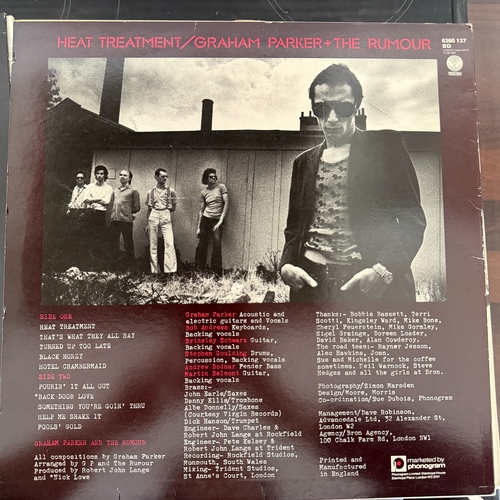 HEAT TREATMENT/GRAHAM PARKER+THE RUMOUR
6360 137
BD
SIDE ONE
HEAT TREATMENT
THAT'S WHAT THEY ALL SAY
TURNED UP TOO LATE
BLACK HONEY
HOTEL CHAMBERMAID
SIDE TWO
POURIN' IT ALL OUT
*BACK-DOOR LOVE
SOMETHING YOU'RE GOIN' THRU
HELP ME SHAKE IT
FOOLS' GOLD
GRAHAM PARKER AND THE RUMOUR
All compositions by Graham Parker
Arranged by G P and The Rumour
Produced by Robert John Lange
and *Nick Lowe
Graham Parker Acoustic and
electric guitars and Vocals
Bob Andrews Keyboards,
Backing vocals
Brinsley Schwarz Guitar,
Backing vocals
Stephen Goulding Drums,
Percussion, Backing vocals
Andrew Bodnar Fender Bass
Martin Belmont Guitar,
Backing vocals
Brass:-
John Earle/Saxes
Danny Ellis/Trombone
Albe Donnelly/Saxes
(Courtesy Virgin Records)
Dick Hanson/Trumpet
Engineer- Dave Charles &
Robert John Lange at Rockfield
Engineer- Pete Kelsey &
Robert John Lange at Trident
Recording- Rockfield Studios,
Monmouth, South Wales
Mixing- Trident Studios,
St Anne's Court, London
Thanks:- Bobbie Bassett, Terri
Scotti, Kingsley Ward, Mike Bone,
Cheryl Feuerstein, Mike Gormley,
Nigel Grainge, Doreen Loader,
David Baker, Alan Cowderoy.
The road team:- Rayner Jesson,
Alec Hawkins, Joan.
Sue and Michelle for the coffee
sometimes. Neil Warnock, Steve
Hedges and all the girls at Bron.
Photography/Simon Marsden
Design/Moore, Morris
Co-ordination/Sue Dubois, Phonogram
Management/Dave Robinson,
Advancedale Ltd, 32 Alexander St,
London W2
Agency/Bron Agency,
100 Chalk Farm Rd, London NW1
Printed and
Manufactured
in England
marketed by
phonogram